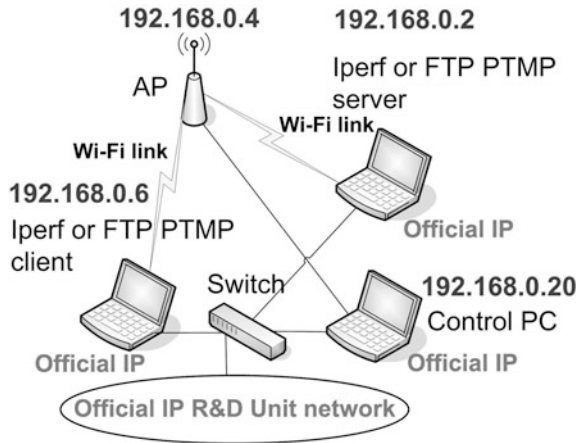 192.168.0.4
192.168.0.2
AP
Iperf or FTP PTMP
server
Wi-Fi link
Wi-Fi link
192.168.0.6
Iperf or FTP PTMP
client
Official IP
Switch
192.168.0.20
Control PC
Official IP
Official IP
Official IP R&D Unit network